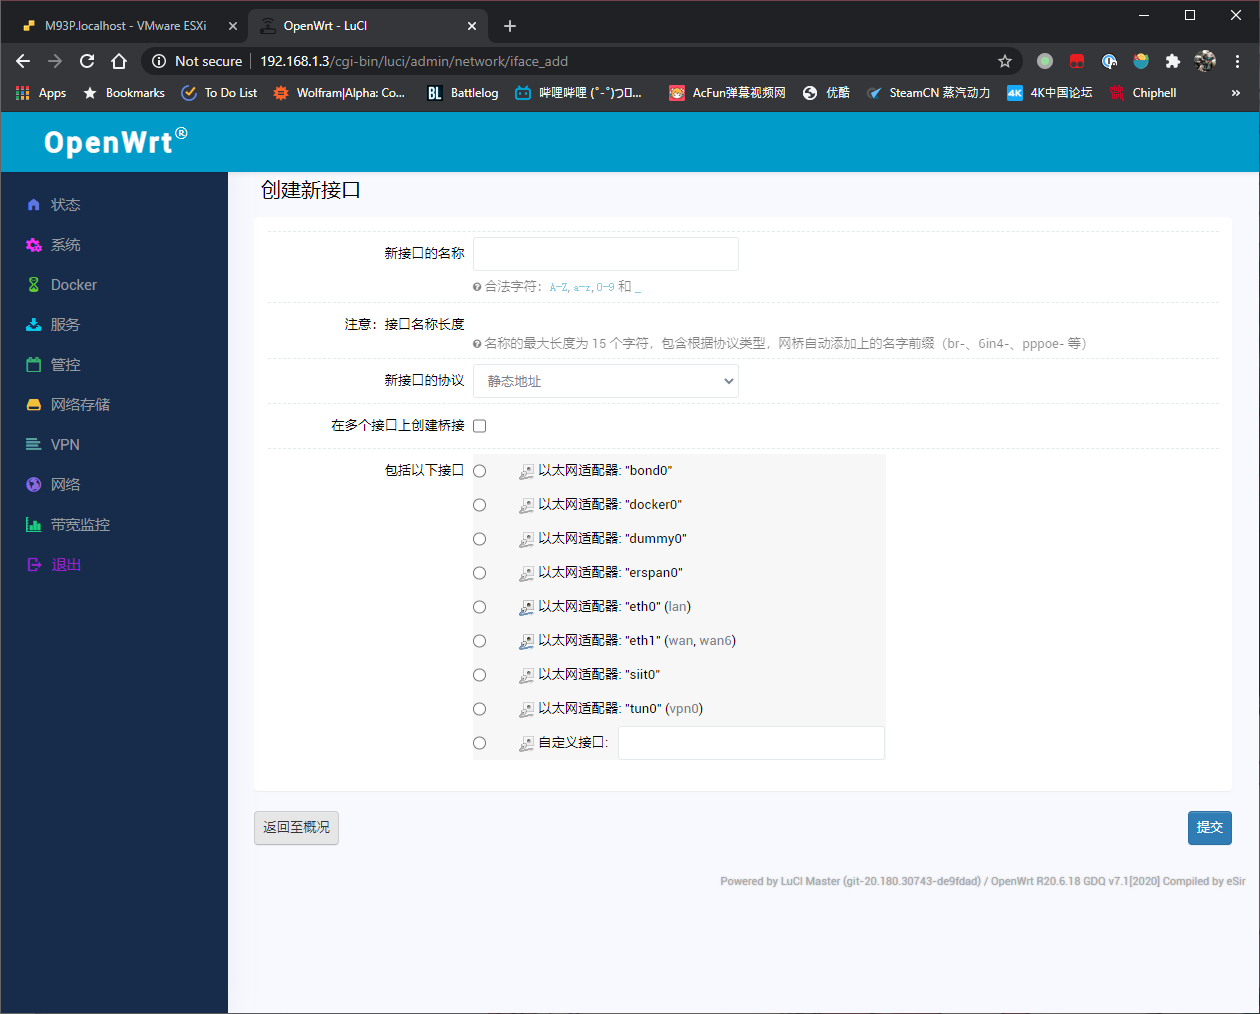 M93P.localhost - VMware ESXi
OpenWrt - LuCI
Not secure
192.168.1.3/cgi-bin/luci/admin/network/iface_add
Apps
Bookmarks
To Do List
Wolfram|Alpha: Co...
BL Battlelog
哔哩哔哩
AcFun弹幕视频网
优酷
SteamCN 蒸汽动力
4K 4K中国论坛
Chiphell
»
OpenWrt®
状态
系统
Docker
服务
管控
网络存储
VPN
网络
带宽监控
退出
创建新接口
新接口的名称
合法字符：A-Z,a-z,0-9 和 _
注意：接口名称长度
名称的最大长度为 15 个字符，包含根据协议类型，网桥自动添加上的名字前缀（br-、6in4-、pppoe- 等）
新接口的协议
静态地址
在多个接口上创建桥接
包括以下接口
以太网适配器: "bond0"
以太网适配器: "docker0"
以太网适配器: "dummy0"
以太网适配器: "erspan0"
以太网适配器: "eth0" (lan)
以太网适配器: "eth1" (wan, wan6)
以太网适配器: "siit0"
以太网适配器: "tun0" (vpn0)
自定义接口:
返回至概况
提交
Powered by LuCI Master (git-20.180.30743-de9fdad) / OpenWrt R20.6.18 GDQ v7.1[2020] Compiled by eSir